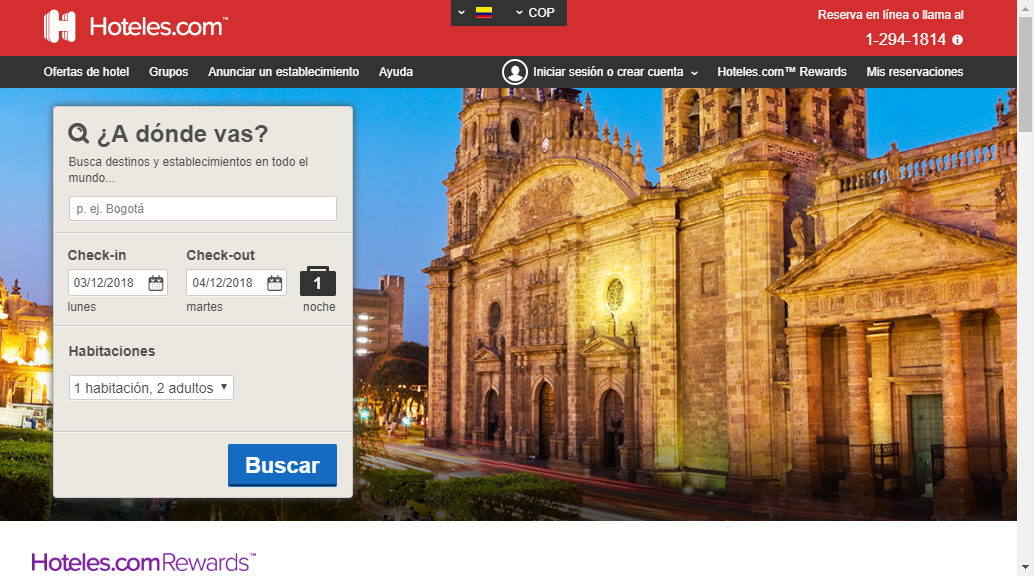 Hoteles.com™
COP
Reserva en línea o llama al
1-294-1814
Ofertas de hotel Grupos Anunciar un establecimiento Ayuda Iniciar sesión o crear cuenta Hoteles.com™ Rewards Mis reservaciones
¿A dónde vas?
Busca destinos y establecimientos en todo el
mundo...
p. ej. Bogotá
Check-in Check-out
03/12/2018 04/12/2018 1
lunes martes noche
Habitaciones
1 habitación, 2 adultos
Buscar
Hoteles.com Rewards™